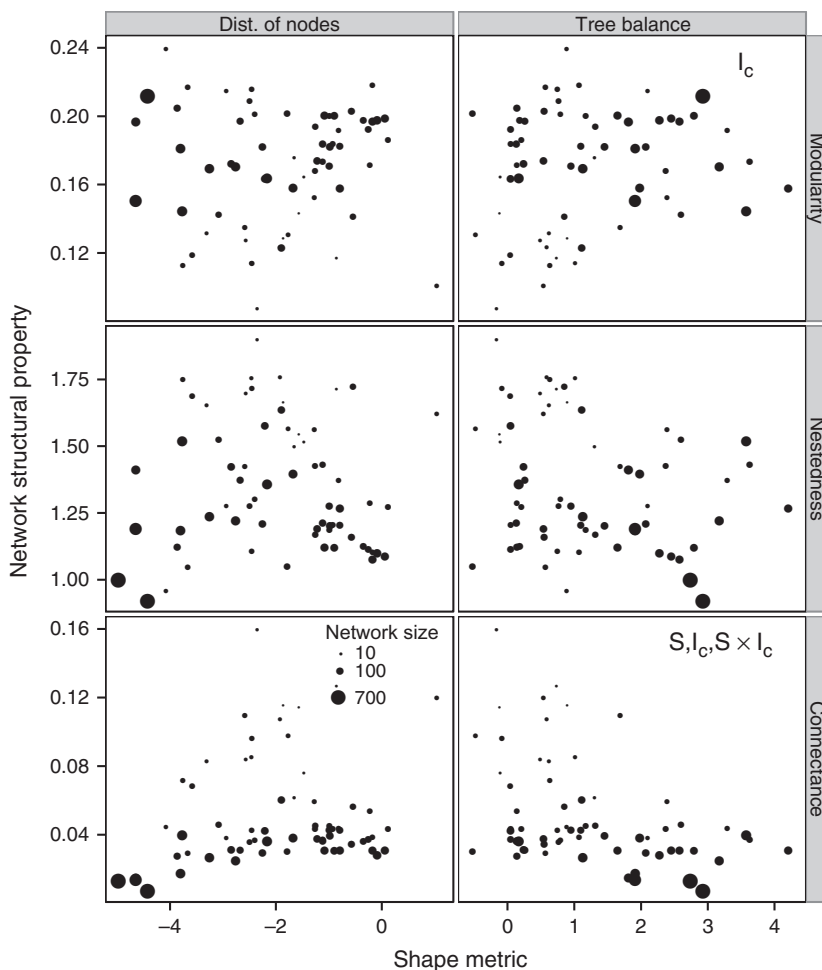 Dist. of nodes
Tree balance
0.24
0.20
0.16
0.12
I_c
Modularity
Network structural property
1.75
1.50
1.25
1.00
Nestedness
0.16
0.12
0.08
0.04
Network size
10
100
700
S,I_c,S × I_c
Connectance
–4
–2
0
0
1
2
3
4
Shape metric